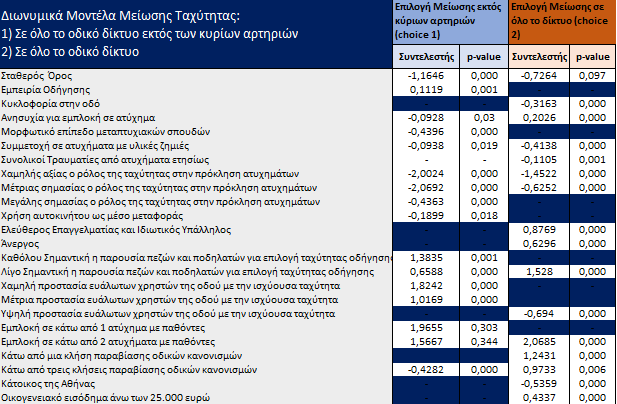 Διωνυμικά Μοντέλα Μείωσης Ταχύτητας:
1) Σε όλο το οδικό δίκτυο εκτός των κυρίων αρτηριών
2) Σε όλο το οδικό δίκτυο
Επιλογή Μείωσης εκτός κύριων αρτηριών (choice 1)
Επιλογή Μείωσης σε όλο το δίκτυο (choice 2)
Συντελεστής p-value Συντελεστής p-value
Σταθερός Όρος -1,1646 0,000 -0,7264 0,097
Εμπειρία Οδήγησης 0,1119 0,001
Κυκλοφορία στην οδό - - -0,3163 0,000
Ανησυχία για εμπλοκή σε ατύχημα -0,0928 0,03 0,2026 0,000
Μορφωτικό επίπεδο μεταπτυχιακών σπουδών -0,4396 0,000 - -
Συμμετοχή σε ατυχήματα με υλικές ζημιές -0,0938 0,019 -0,4138 0,000
Συνολικοί Τραυματίες από ατυχήματα ετησίως - - -0,1105 0,001
Χαμηλής αξίας ο ρόλος της ταχύτητας στην πρόκληση ατυχημάτων -2,0024 0,000 -1,4522 0,000
Μέτριας σημασίας ο ρόλος της ταχύτητας στην πρόκληση ατυχημάτων -2,0692 0,000 -0,6252 0,000
Μεγάλης σημασίας ο ρόλος της ταχύτητας στην πρόκληση ατυχημάτων -0,4363 0,000 - -
Χρήση αυτοκινήτου ως μέσο μεταφοράς -0,1899 0,018 - -
Ελεύθερος Επαγγελματίας και Ιδιωτικός Υπάλληλος - - 0,8769 0,000
Άνεργος - - 0,6296 0,000
Καθόλου Σημαντική η παρουσία πεζών και ποδηλατών για επιλογή ταχύτητας οδήγησης 1,3835 0,001 - -
Λίγο Σημαντική η παρουσία πεζών και ποδηλατών για επιλογή ταχύτητας οδήγησης 0,6588 0,000 1,528 0,000
Χαμηλή προστασία ευάλωτων χρηστών της οδού με την ισχύουσα ταχύτητα 1,8242 0,000 - -
Μέτρια προστασία ευάλωτων χρηστών της οδού με την ισχύουσα ταχύτητα 1,0169 0,000 - -
Υψηλή προστασία ευάλωτων χρηστών της οδού με την ισχύουσα ταχύτητα - - -0,694 0,000
Εμπλοκή σε κάτω από 1 ατύχημα με παθόντες 1,9655 0,303 - -
Εμπλοκή σε κάτω από 2 ατυχήματα με παθόντες 1,5667 0,344 2,0685 0,000
Κάτω από μια κλήση παραβίασης οδικών κανονισμών 1,2431 0,000
Κάτω από τρεις κλήσεις παραβίασης οδικών κανονισμών -0,4282 0,000 0,9733 0,006
Κάτοικος της Αθήνας - - -0,5359 0,000
Οικογενειακό εισόδημα άνω των 25.000 ευρώ - - 0,4337 0,000